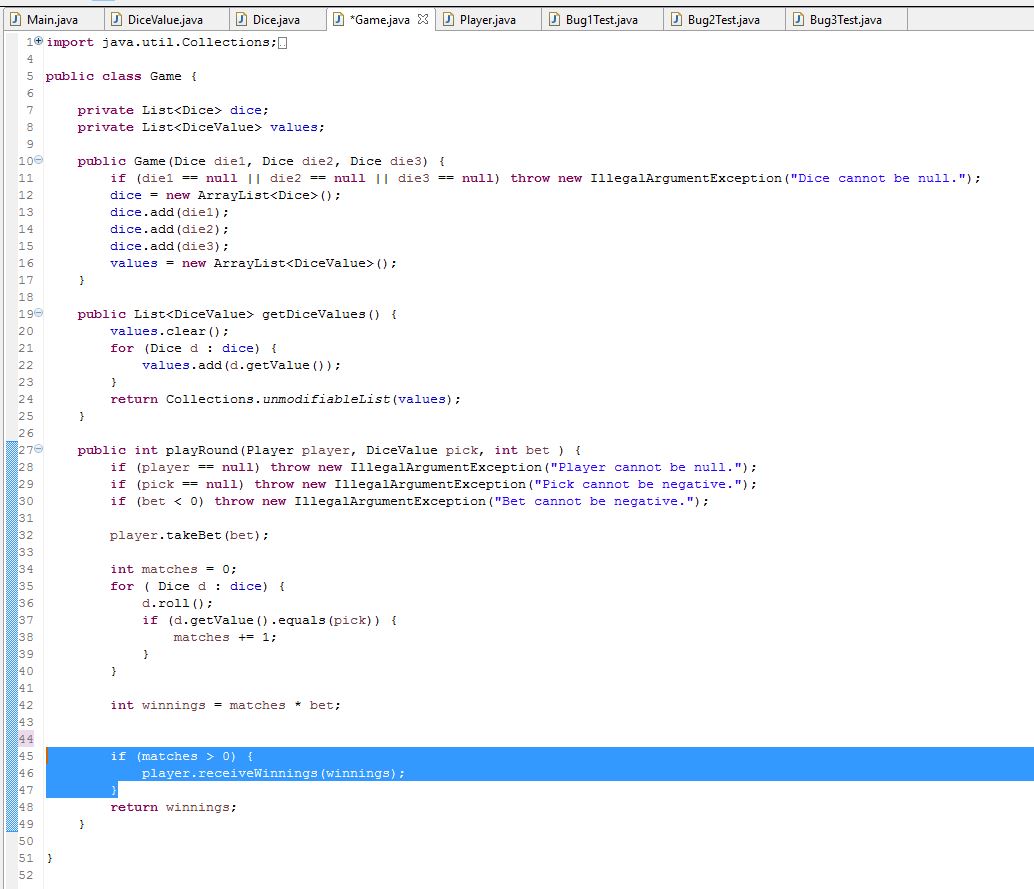 Main.java DiceValue.java Dice.java *Game.java Player.java Bug1Test.java Bug2Test.java Bug3Test.java
1 import java.util.Collections;
4
5 public class Game {
6
7     private List<Dice> dice;
8     private List<DiceValue> values;
9
10     public Game(Dice die1, Dice die2, Dice die3) {
11         if (die1 == null || die2 == null || die3 == null) throw new IllegalArgumentException("Dice cannot be null.");
12         dice = new ArrayList<Dice>();
13         dice.add(die1);
14         dice.add(die2);
15         dice.add(die3);
16         values = new ArrayList<DiceValue>();
17     }
18
19     public List<DiceValue> getDiceValues() {
20         values.clear();
21         for (Dice d : dice) {
22             values.add(d.getValue());
23         }
24         return Collections.unmodifiableList(values);
25     }
26
27     public int playRound(Player player, DiceValue pick, int bet ) {
28         if (player == null) throw new IllegalArgumentException("Player cannot be null.");
29         if (pick == null) throw new IllegalArgumentException("Pick cannot be negative.");
30         if (bet < 0) throw new IllegalArgumentException("Bet cannot be negative.");
31
32         player.takeBet(bet);
33
34         int matches = 0;
35         for ( Dice d : dice) {
36             d.roll();
37             if (d.getValue().equals(pick)) {
38                 matches += 1;
39             }
40         }
41
42         int winnings = matches * bet;
43
44
45         if (matches > 0) {
46             player.receiveWinnings(winnings);
47         }
48         return winnings;
49     }
50
51 }
52